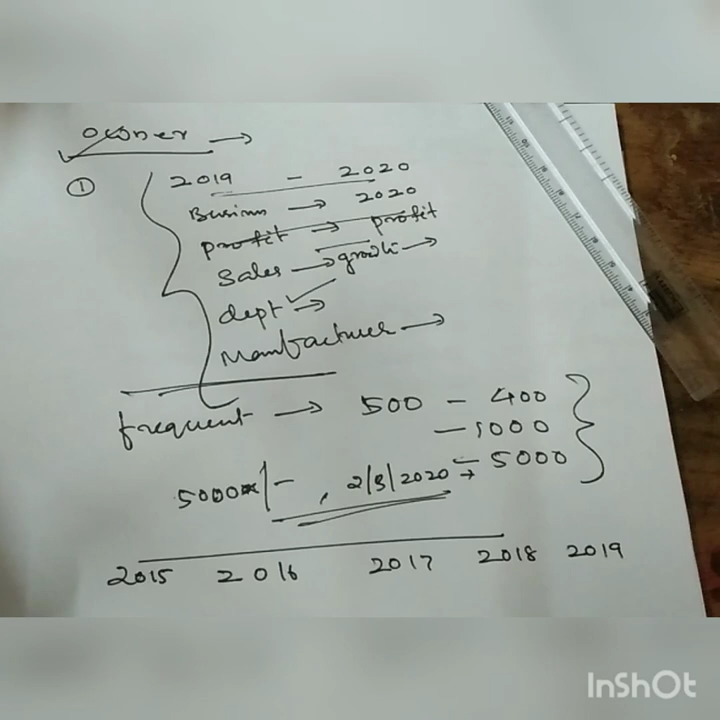 owner →
① 2019 - 2020
Business → 2020
profit → profit
Sales → growth →
dept →
Manufacturer →
frequent → 500 - 400
- 1000
- 5000
5000/- , 2/3/2020 →
2015 2016 2017 2018 2019
InShOt